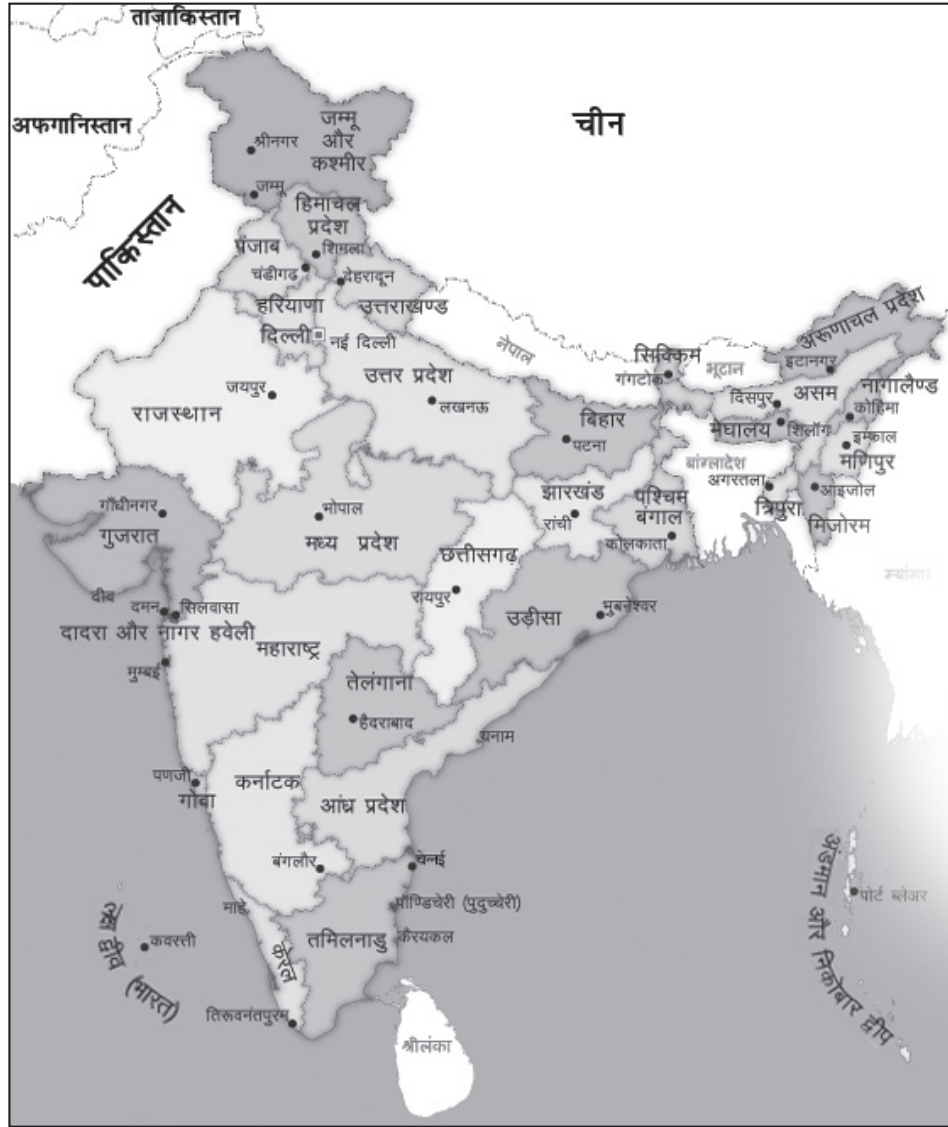 ताजाकिस्तान
अफगानिस्तान
चीन
पाकिस्तान
जम्मू
और
कश्मीर
श्रीनगर
जम्मू
हिमाचल
प्रदेश
शिमला
पंजाब
चंडीगढ़
देहरादून
उत्तराखण्ड
हरियाणा
दिल्ली
नई दिल्ली
नेपाल
सिक्किम
गंगटोक
भूटान
अरूणाचल प्रदेश
इटानगर
असम
दिसपुर
नागालैण्ड
कोहिमा
मेघालय
शिलॉंग
इम्फाल
मणिपुर
जयपुर
राजस्थान
उत्तर प्रदेश
लखनऊ
बिहार
पटना
बांग्लादेश
अगरतला
त्रिपुरा
आइजोल
मिजोरम
म्यांमार
गाँधीनगर
गुजरात
भोपाल
मध्य प्रदेश
झारखंड
रांची
पश्चिम
बंगाल
कोलकाता
छत्तीसगढ़
रायपुर
उड़ीसा
भुबनेश्वर
दीव
दमन
सिलवासा
दादरा और नागर हवेली
मुम्बई
महाराष्ट्र
तेलंगाना
हैदराबाद
यनाम
पणजी
गोवा
कर्नाटक
आंध्र प्रदेश
बंगलौर
चेन्नई
माहे
पॉण्डिचेरी (पुदुच्चेरी)
तमिलनाडु
कैरयकल
केरल
कवरत्ती
द्वीव (भारत)
तिरूवनंतपुरम
श्रीलंका
अंडमान और निकोबार द्वीप
पोर्ट ब्लेअर